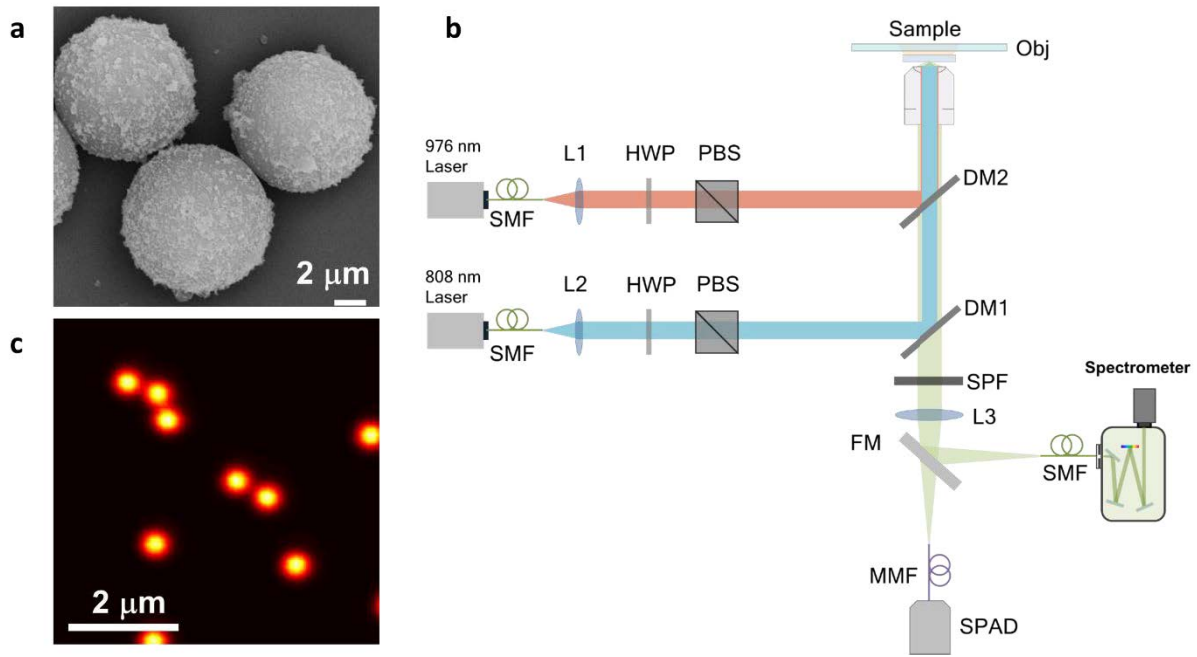 a
2 μm
c
2 μm
b
Sample
Obj
976 nm
Laser
SMF
L1
HWP
PBS
DM2
808 nm
Laser
SMF
L2
HWP
PBS
DM1
SPF
L3
FM
Spectrometer
SMF
MMF
SPAD